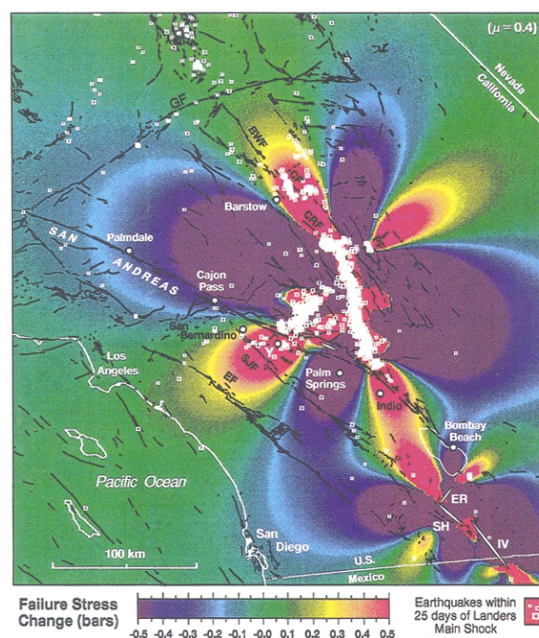 (μ=0.4)
Nevada
California
GF
BWF
CF
Barstow
CRF
PF
SAN
ANDREAS
Palmdale
Cajon
Pass
San
Bernardino
Los
Angeles
SJF
Y
EF
Palm
Springs
Indio
Bombay
Beach
Pacific Ocean
ER
SH
IV
San
Diego
100 km
U.S.
Mexico
Failure Stress
Change (bars)
-0.5 -0.4 -0.3 -0.2 -0.1 -0.0 0.1 0.2 0.3 0.4 0.5
Earthquakes within
25 days of Landers
Main Shock